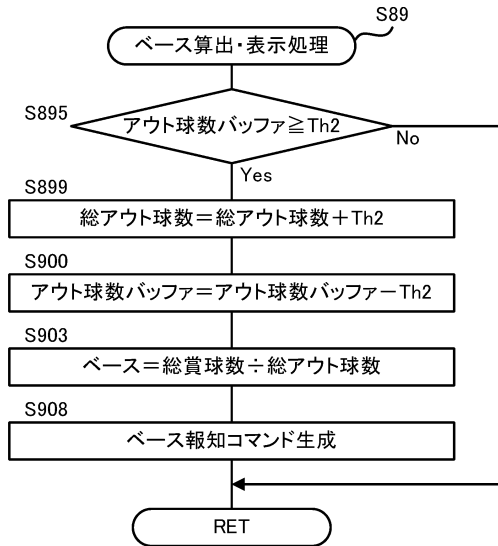 S89
ベース算出・表示処理
S895
アウト球数バッファ≧Th2
No
Yes
S899
総アウト球数＝総アウト球数＋Th2
S900
アウト球数バッファ＝アウト球数バッファ－Th2
S903
ベース＝総賞球数÷総アウト球数
S908
ベース報知コマンド生成
RET